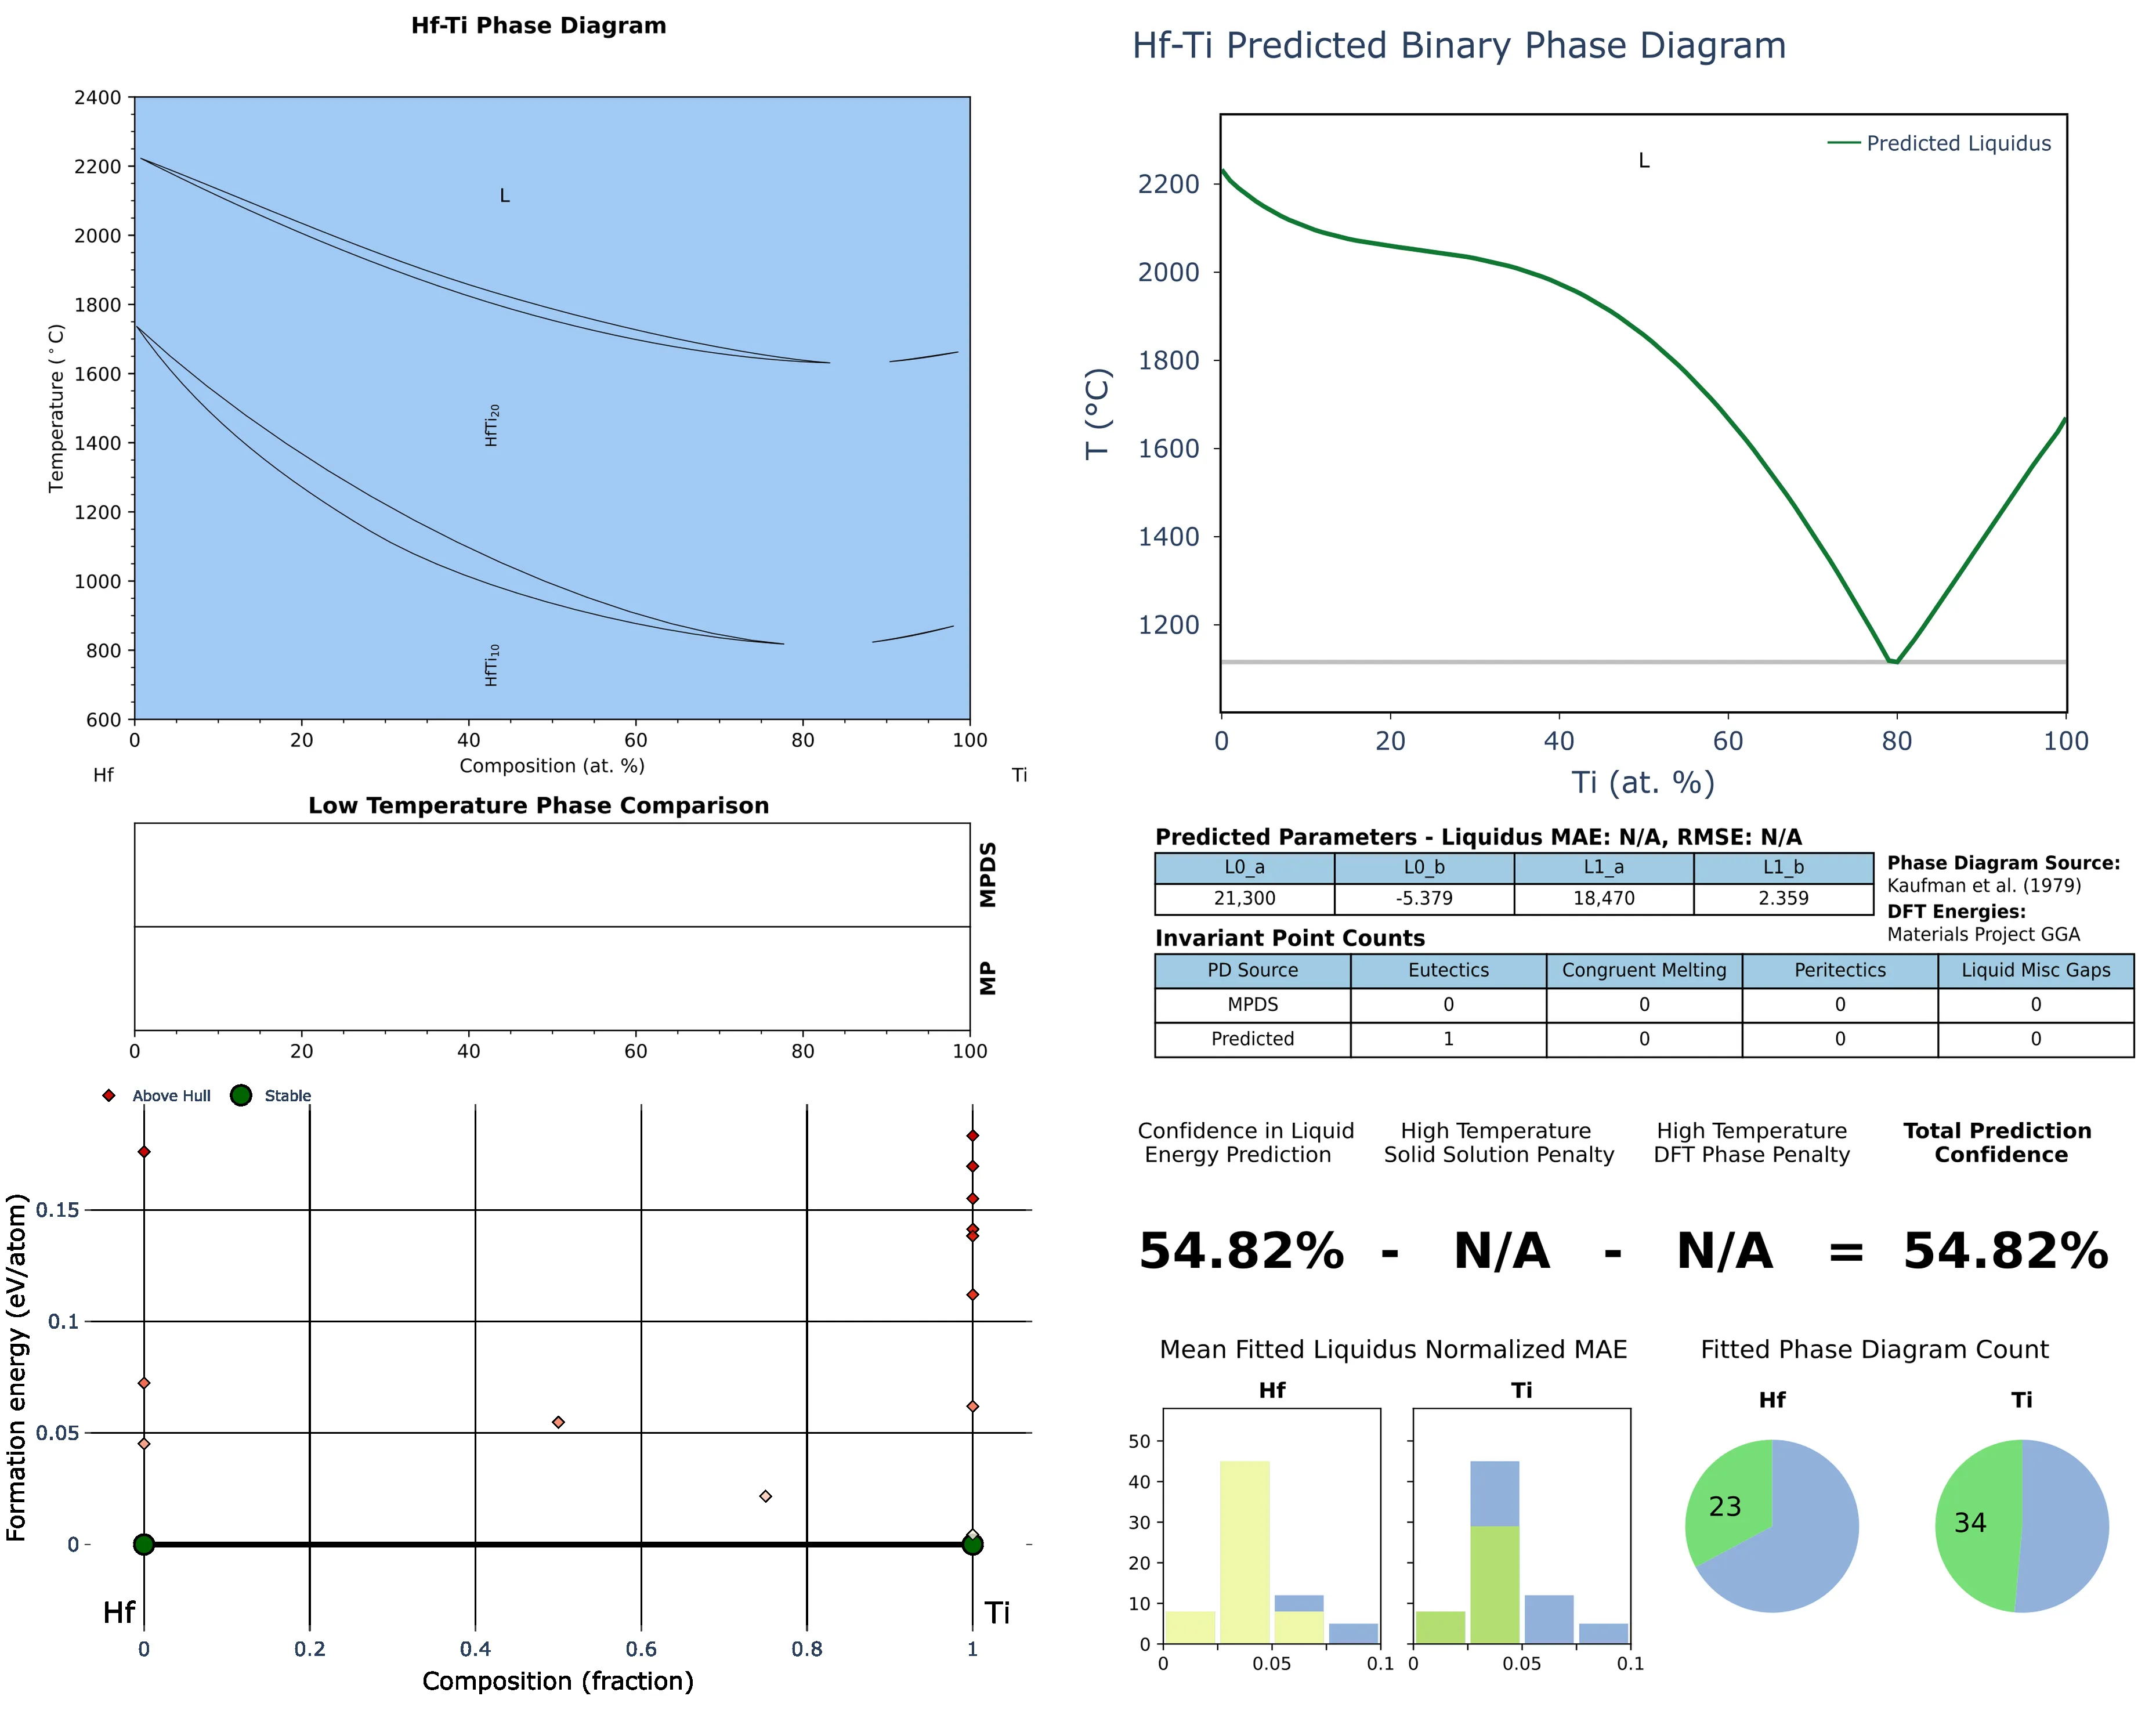 Hf-Ti Phase Diagram
2400
2200
2000
1800
1600
1400
1200
1000
800
600
Temperature (°C)
L
HfTi20
HfTi10
0 20 40 60 80 100
Composition (at. %)
Hf Ti
Hf-Ti Predicted Binary Phase Diagram
L
Predicted Liquidus
2200
2000
1800
1600
1400
1200
T (°C)
0 20 40 60 80 100
Ti (at. %)
Low Temperature Phase Comparison
MPDS
MP
0 20 40 60 80 100
Predicted Parameters - Liquidus MAE: N/A, RMSE: N/A
L0_a L0_b L1_a L1_b
21,300 -5.379 18,470 2.359
Phase Diagram Source:
Kaufman et al. (1979)
DFT Energies:
Materials Project GGA
Invariant Point Counts
PD Source Eutectics Congruent Melting Peritectics Liquid Misc Gaps
MPDS 0 0 0 0
Predicted 1 0 0 0
Above Hull Stable
0.15
0.1
0.05
0
Formation energy (eV/atom)
Hf Ti
0 0.2 0.4 0.6 0.8 1
Composition (fraction)
Confidence in Liquid
Energy Prediction
High Temperature
Solid Solution Penalty
High Temperature
DFT Phase Penalty
Total Prediction
Confidence
54.82% - N/A - N/A = 54.82%
Mean Fitted Liquidus Normalized MAE
Hf Ti
50
40
30
20
10
0
0 0.05 0.1 0 0.05 0.1
Fitted Phase Diagram Count
Hf Ti
23 34